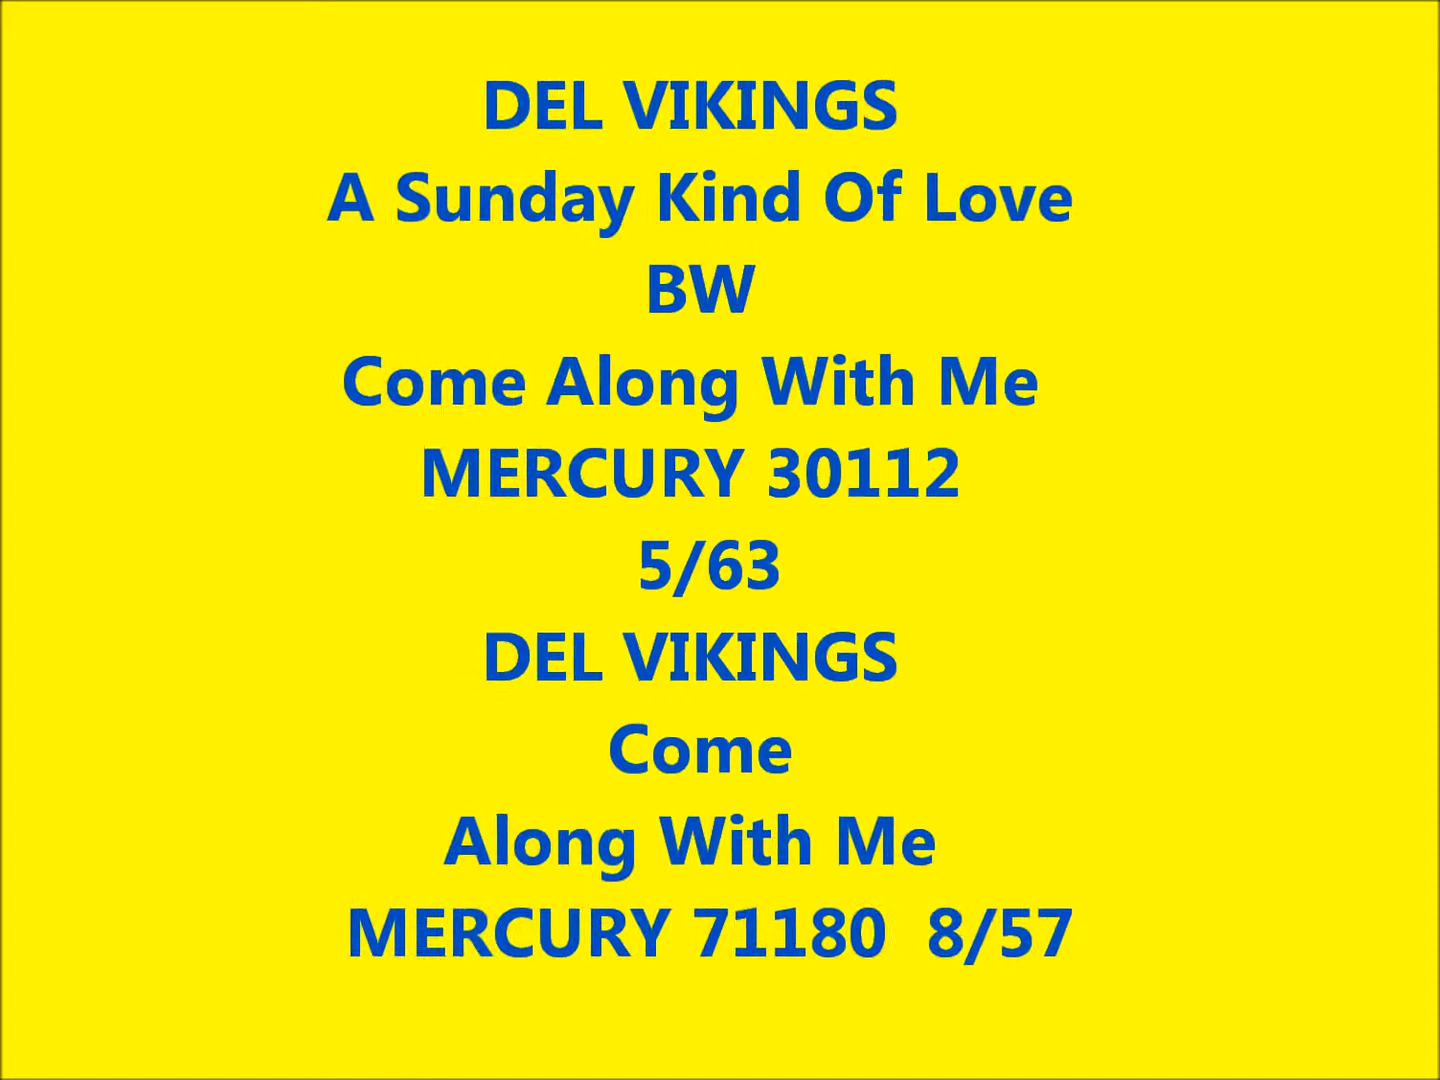 DEL VIKINGS
A Sunday Kind Of Love
BW
Come Along With Me
MERCURY 30112
5/63
DEL VIKINGS
Come
Along With Me
MERCURY 71180  8/57